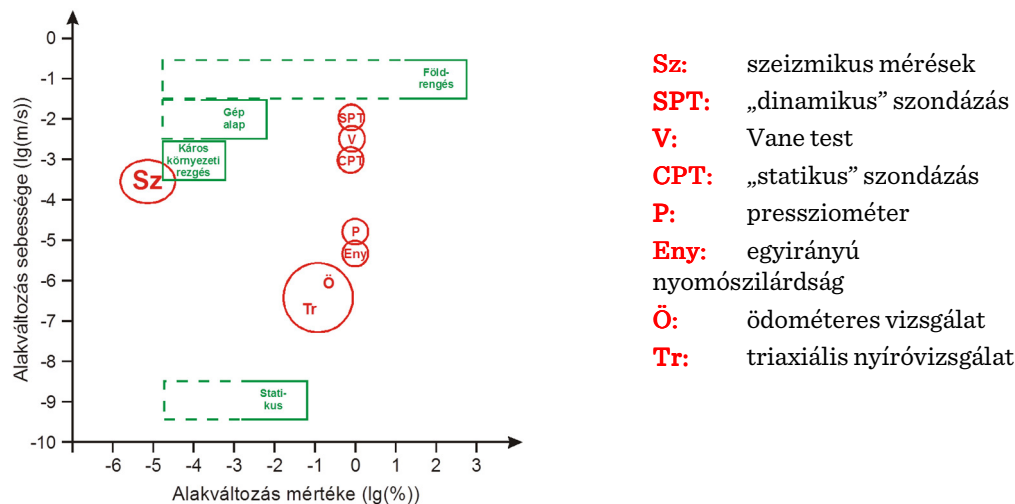 Alakváltozás sebessége (lg(m/s))
0
-1
-2
-3
-4
-5
-6
-7
-8
-9
-10
Föld-
rengés
Gép
alap
Káros
környezeti
rezgés
Sz
SPT
V
CPT
P
Eny
Ö
Tr
Stati-
kus
-6 -5 -4 -3 -2 -1 0 1 2 3
Alakváltozás mértéke (lg(%))
Sz: szeizmikus mérések
SPT: „dinamikus” szondázás
V: Vane test
CPT: „statikus” szondázás
P: pressziométer
Eny: egyirányú
nyomószilárdság
Ö: ödométeres vizsgálat
Tr: triaxiális nyíróvizsgálat